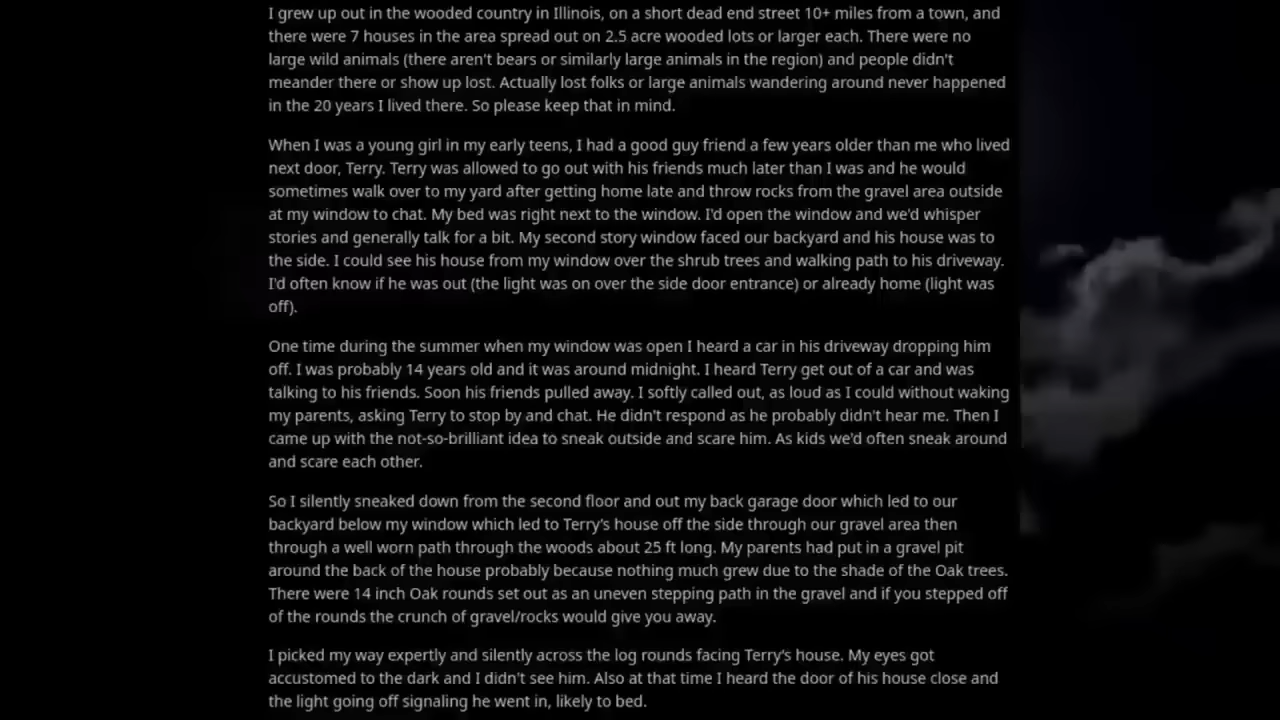 I grew up out in the wooded country in Illinois, on a short dead end street 10+ miles from a town, and
there were 7 houses in the area spread out on 2.5 acre wooded lots or larger each. There were no
large wild animals (there aren't bears or similarly large animals in the region) and people didn't
meander there or show up lost. Actually lost folks or large animals wandering around never happened
in the 20 years I lived there. So please keep that in mind.
When I was a young girl in my early teens, I had a good guy friend a few years older than me who lived
next door, Terry. Terry was allowed to go out with his friends much later than I was and he would
sometimes walk over to my yard after getting home late and throw rocks from the gravel area outside
at my window to chat. My bed was right next to the window. I'd open the window and we'd whisper
stories and generally talk for a bit. My second story window faced our backyard and his house was to
the side. I could see his house from my window over the shrub trees and walking path to his driveway.
I'd often know if he was out (the light was on over the side door entrance) or already home (light was
off).
One time during the summer when my window was open I heard a car in his driveway dropping him
off. I was probably 14 years old and it was around midnight. I heard Terry get out of a car and was
talking to his friends. Soon his friends pulled away. I softly called out, as loud as I could without waking
my parents, asking Terry to stop by and chat. He didn't respond as he probably didn't hear me. Then I
came up with the not-so-brilliant idea to sneak outside and scare him. As kids we'd often sneak around
and scare each other.
So I silently sneaked down from the second floor and out my back garage door which led to our
backyard below my window which led to Terry's house off the side through our gravel area then
through a well worn path through the woods about 25 ft long. My parents had put in a gravel pit
around the back of the house probably because nothing much grew due to the shade of the Oak trees.
There were 14 inch Oak rounds set out as an uneven stepping path in the gravel and if you stepped off
of the rounds the crunch of gravel/rocks would give you away.
I picked my way expertly and silently across the log rounds facing Terry's house. My eyes got
accustomed to the dark and I didn't see him. Also at that time I heard the door of his house close and
the light going off signaling he went in, likely to bed.